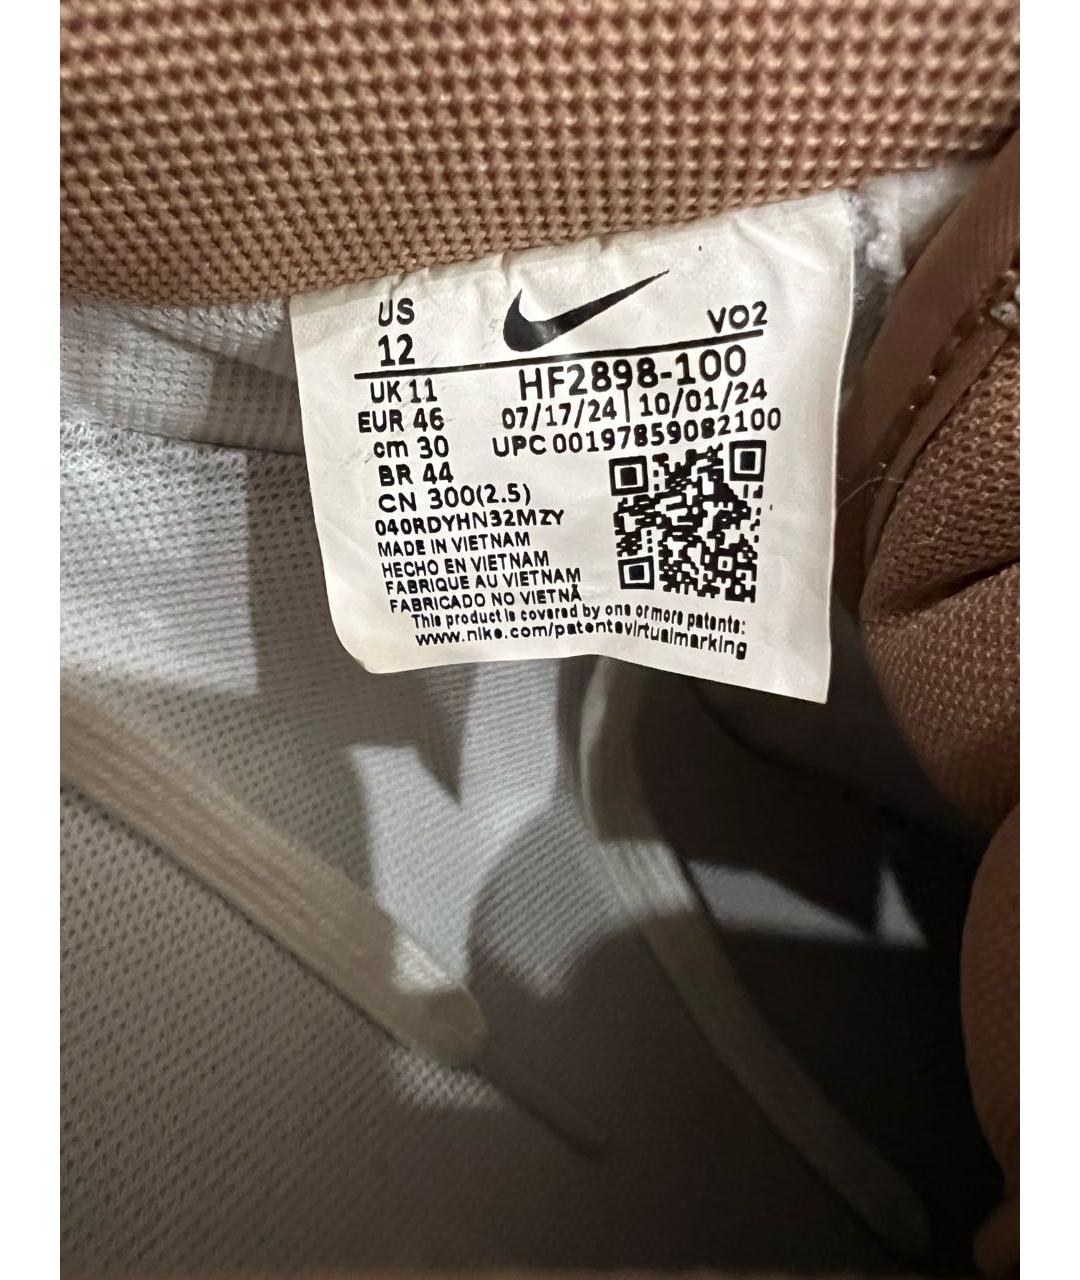 US
12
VO2
UK 11
HF2898-100
EUR 46
07/17/24 | 10/01/24
cm 30
UPC 00197859082100
BR 44
CN 300(2.5)
040RDYHN32MZY
MADE IN VIETNAM
HECHO EN VIETNAM
FABRIQUE AU VIETNAM
FABRICADO NO VIETNÃ
This product is covered by one or more patents:
www.nike.com/patentsvirtualmarking